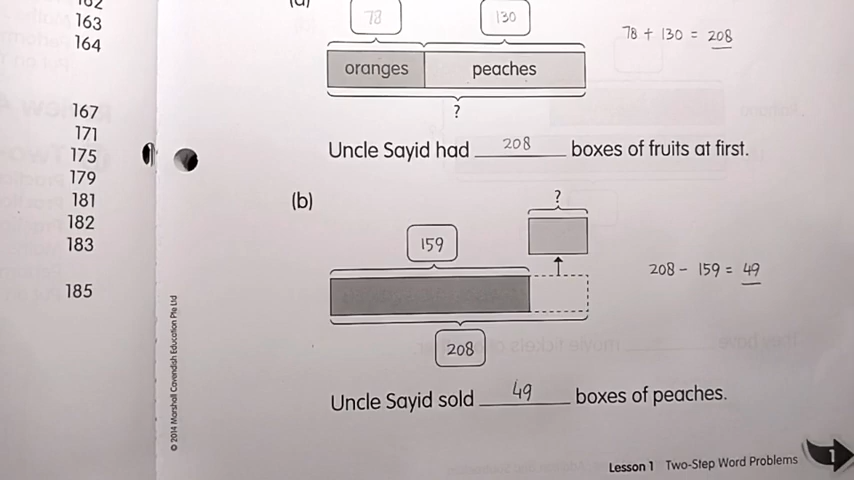 162
163
164
167
171
175
179
181
182
183
185
(a)
78
130
78 + 130 = 208
oranges
peaches
?
Uncle Sayid had 208 boxes of fruits at first.
(b)
?
159
208 - 159 = 49
208
Uncle Sayid sold 49 boxes of peaches.
© 2014 Marshall Cavendish Education Pte Ltd
Lesson 1 Two-Step Word Problems
1